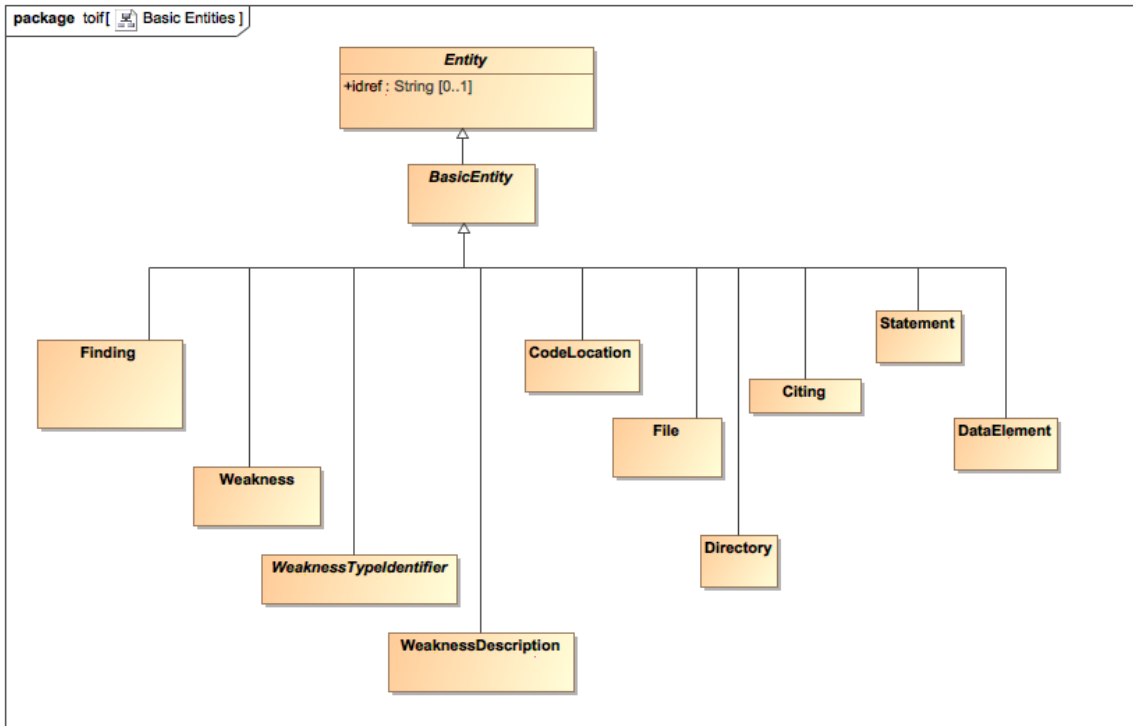 package toif[ Basic Entities ]
Entity
+idref : String [0..1]
BasicEntity
Statement
Finding
CodeLocation
Citing
File
DataElement
Weakness
Directory
WeaknessTypeIdentifier
WeaknessDescription